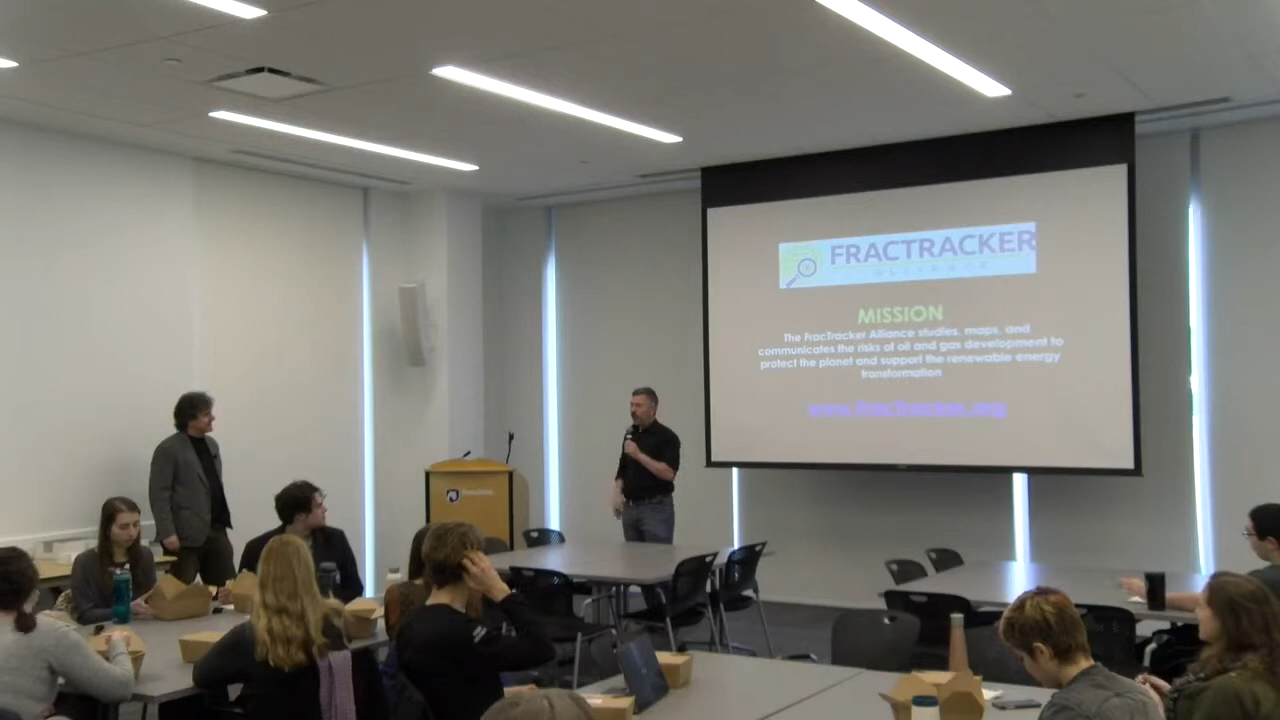 FRACTRACKER
ALLIANCE
MISSION
The FracTracker Alliance studies, maps, and
communicates the risks of oil and gas development to
protect the planet and support the renewable energy
transformation
www.FracTracker.org